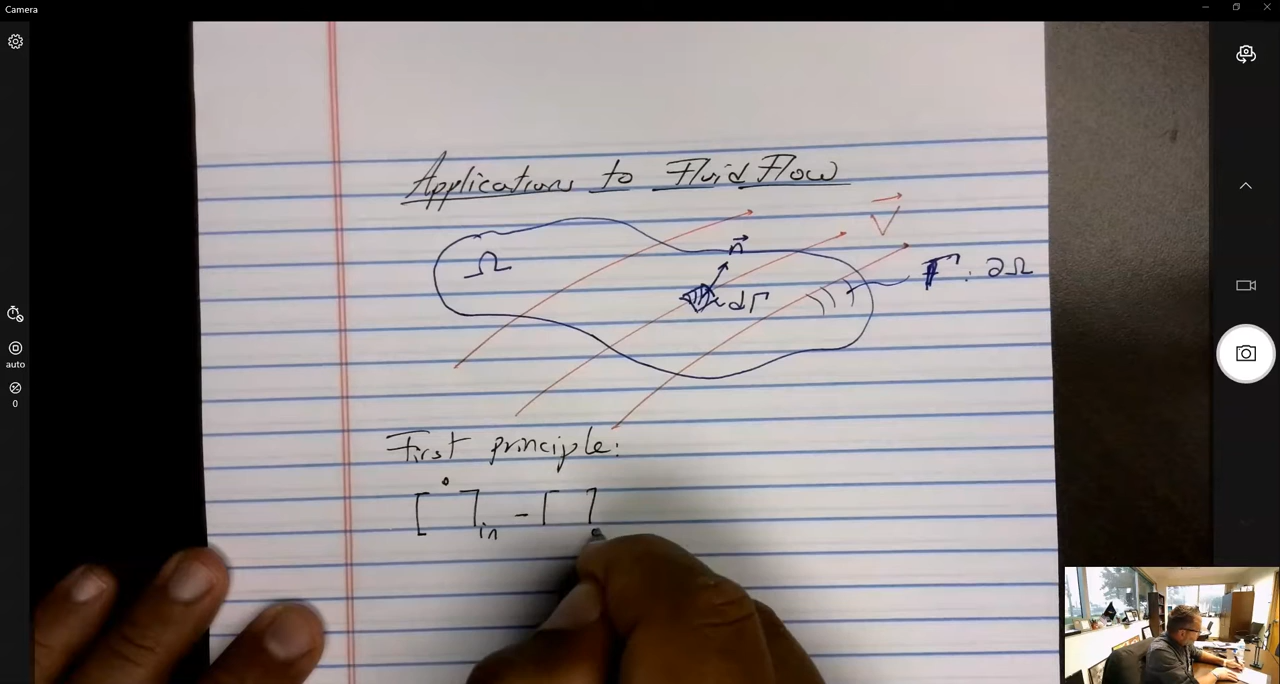 Camera
Applications to Fluid Flow
V
n
Ω
Γ: ∂Ω
dΓ
auto
0
First principle:
[ ˙ ]in - [ ]